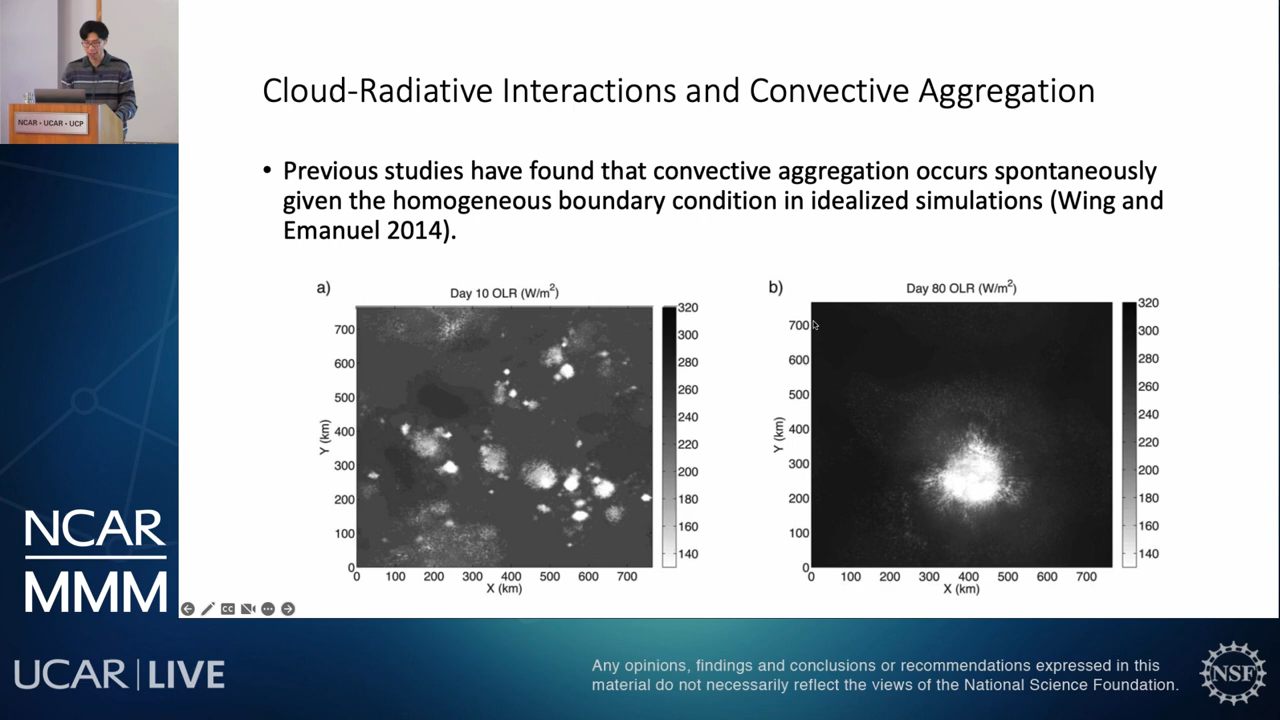 NCAR • UCAR • UCP
Cloud-Radiative Interactions and Convective Aggregation
• Previous studies have found that convective aggregation occurs spontaneously
given the homogeneous boundary condition in idealized simulations (Wing and
Emanuel 2014).
a)
Day 10 OLR (W/m²)
320
300
280
260
240
220
200
180
160
140
700
600
500
400
300
200
100
0
Y (km)
0 100 200 300 400 500 600 700
X (km)
b)
Day 80 OLR (W/m²)
320
300
280
260
240
220
200
180
160
140
700
600
500
400
300
200
100
0
Y (km)
0 100 200 300 400 500 600 700
X (km)
CC
NCAR
MMM
UCAR | LIVE
Any opinions, findings and conclusions or recommendations expressed in this
material do not necessarily reflect the views of the National Science Foundation.
NSF